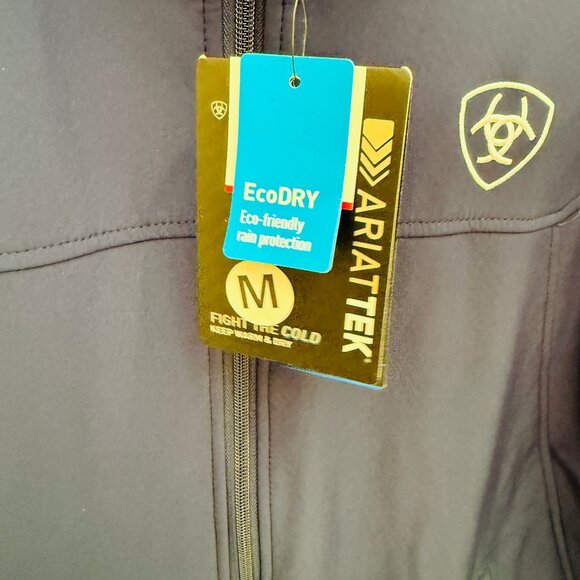 EcoDRY
Eco-friendly
rain protection
M
FIGHT THE COLD
KEEP WARM & DRY
ARIATTEK®